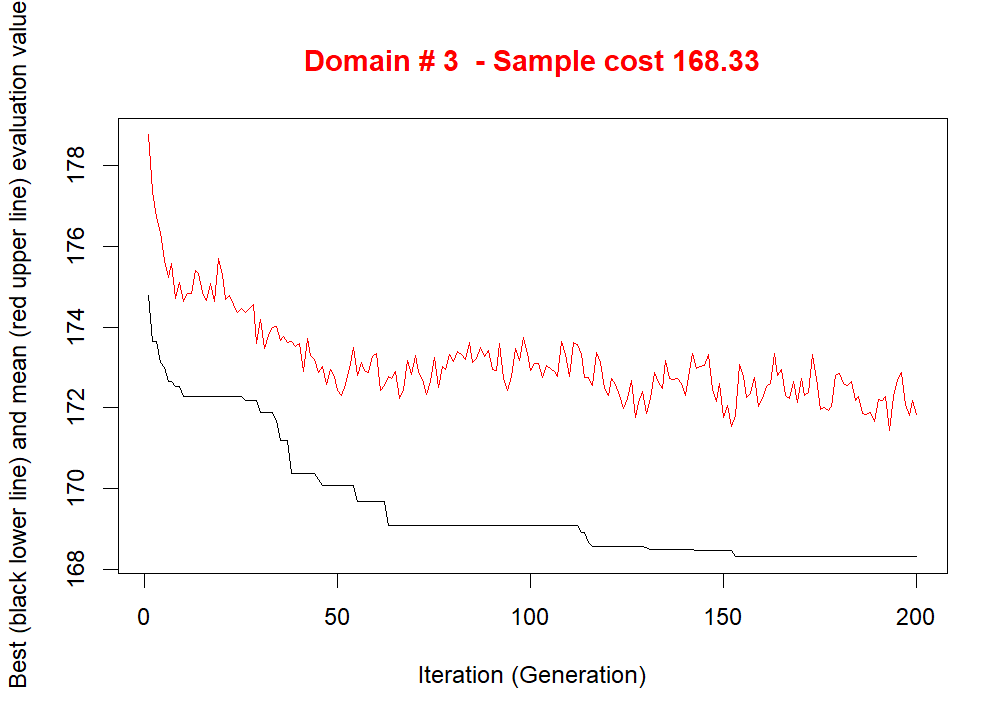 Domain # 3  - Sample cost 168.33
Best (black lower line) and mean (red upper line) evaluation value
178
176
174
172
170
168
0 50 100 150 200
Iteration (Generation)